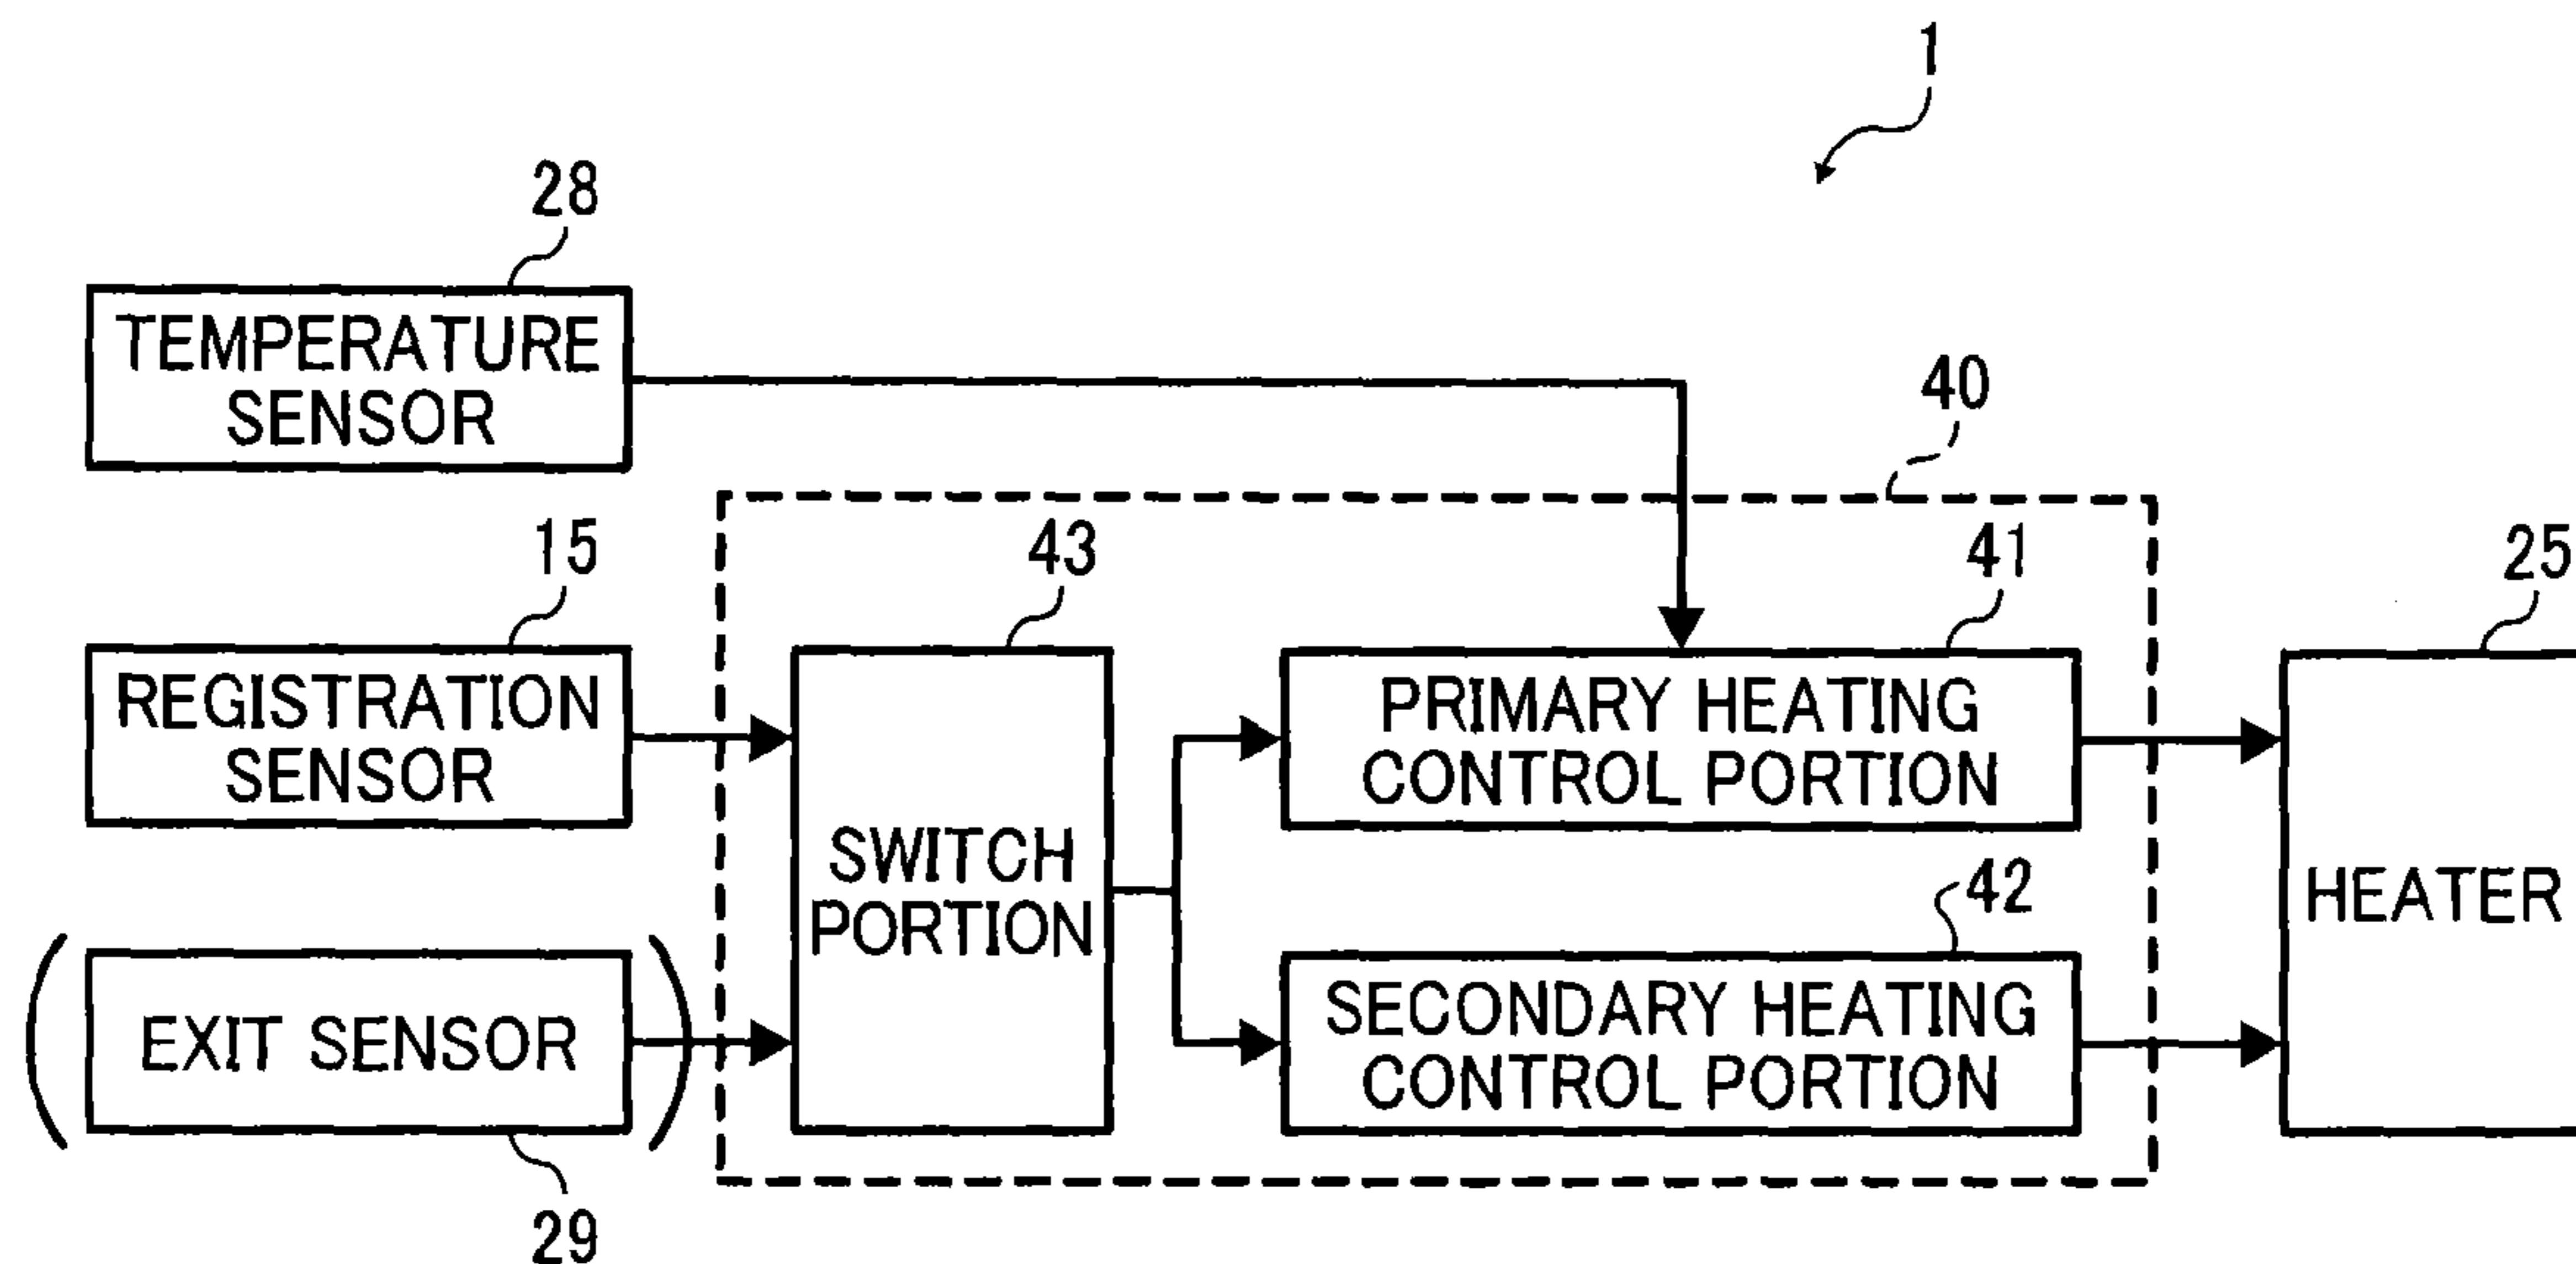 1
28
TEMPERATURE
SENSOR
40
15
43
41
25
REGISTRATION
SENSOR
PRIMARY HEATING
CONTROL PORTION
SWITCH
PORTION
HEATER
42
EXIT SENSOR
SECONDARY HEATING
CONTROL PORTION
29